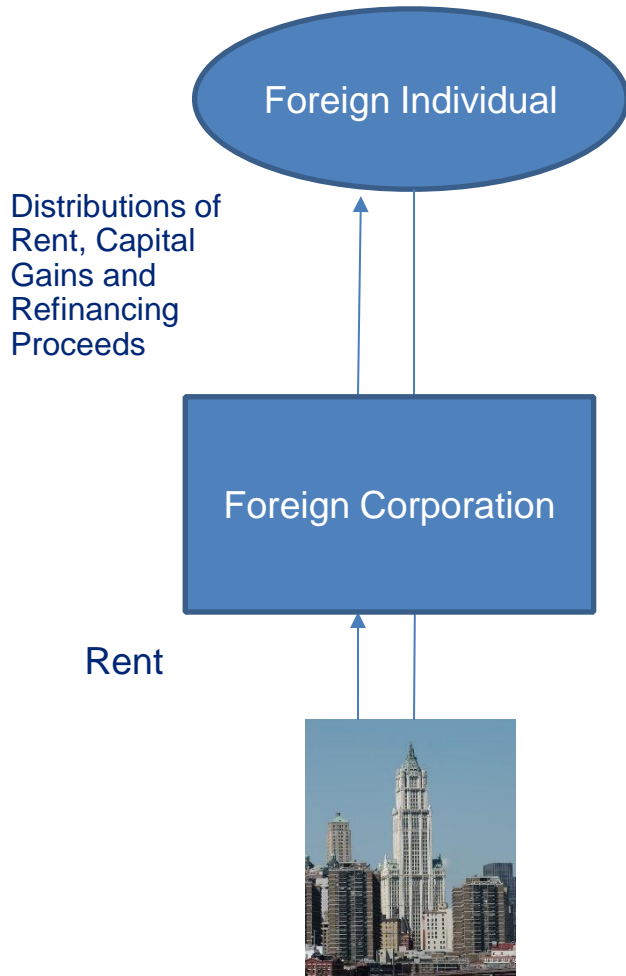 Foreign Individual
Distributions of
Rent, Capital
Gains and
Refinancing
Proceeds
Foreign Corporation
Rent